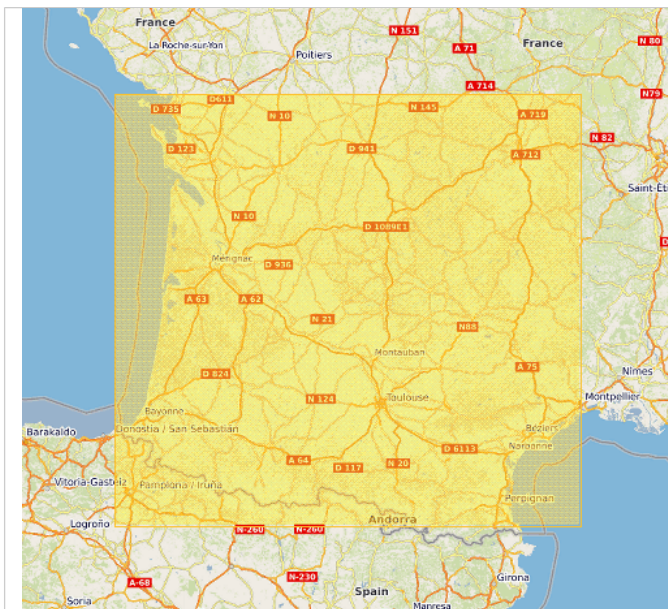 France
N 151
N 80
La Roche-sur-Yon
A 71
France
Poitiers
A 714
N79
D611
D 735
N 10
N 145
A 719
N 82
D 123
D 941
A 712
Saint-Éti
N 10
D 1089E1
D
Mérignac
D 936
A 63
A 62
N 21
N88
Montauban
A 75
Nîmes
D 824
N 124
Toulouse
Montpellier
Bayonne
Barakaldo
Donostia / San Sebastián
Béziers
Narbonne
D 6113
A 64
D 117
N 20
Vitoria-Gasteiz
Pamplona / Iruña
Perpignan
Logroño
Andorra
N-260
N-260
A-68
N-230
Girona
Spain
Soria
Manresa